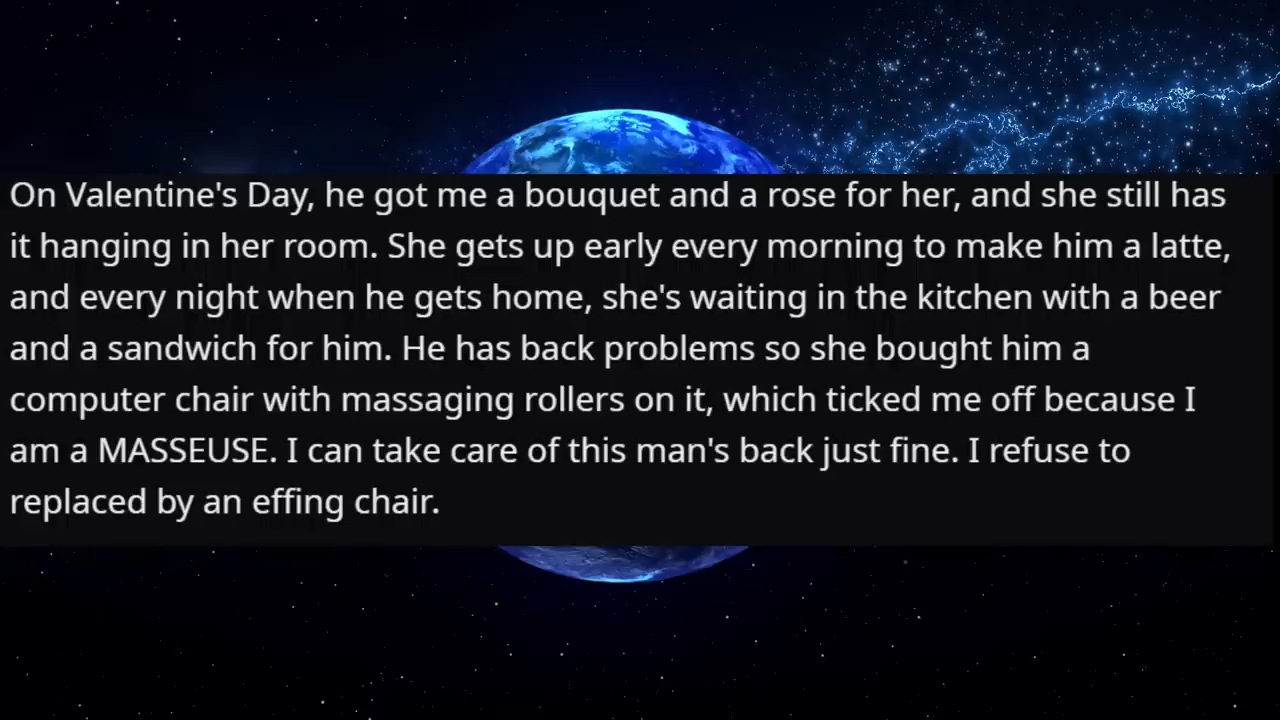 On Valentine's Day, he got me a bouquet and a rose for her, and she still has
it hanging in her room. She gets up early every morning to make him a latte,
and every night when he gets home, she's waiting in the kitchen with a beer
and a sandwich for him. He has back problems so she bought him a
computer chair with massaging rollers on it, which ticked me off because I
am a MASSEUSE. I can take care of this man's back just fine. I refuse to
replaced by an effing chair.